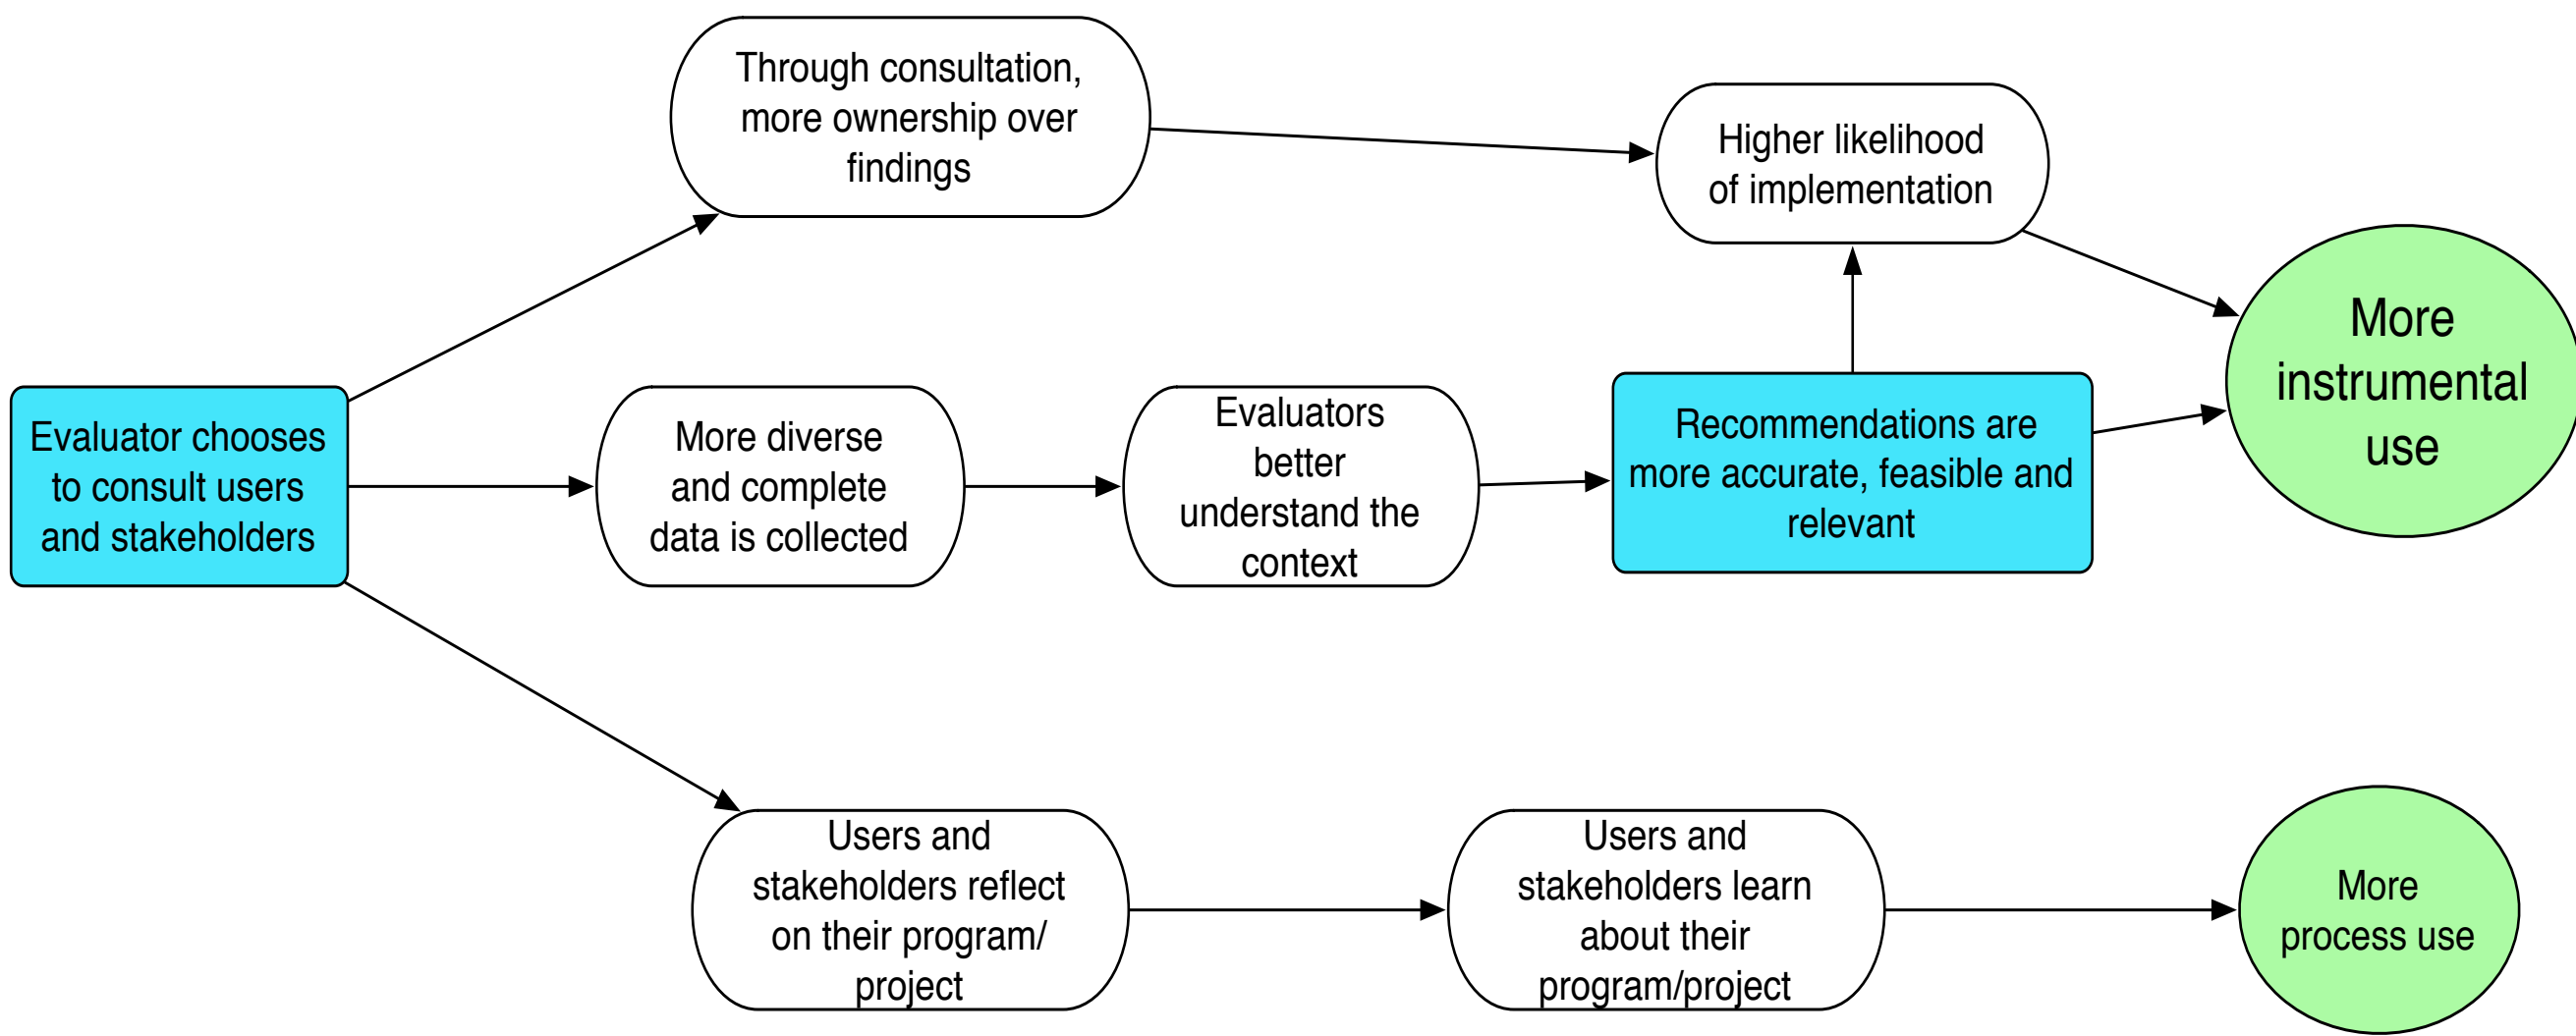 Through consultation,
more ownership over
findings
Higher likelihood
of implementation
More
instrumental
use
Evaluator chooses
to consult users
and stakeholders
More diverse
and complete
data is collected
Evaluators
better
understand the
context
Recommendations are
more accurate, feasible and
relevant
Users and
stakeholders reflect
on their program/
project
Users and
stakeholders learn
about their
program/project
More
process use